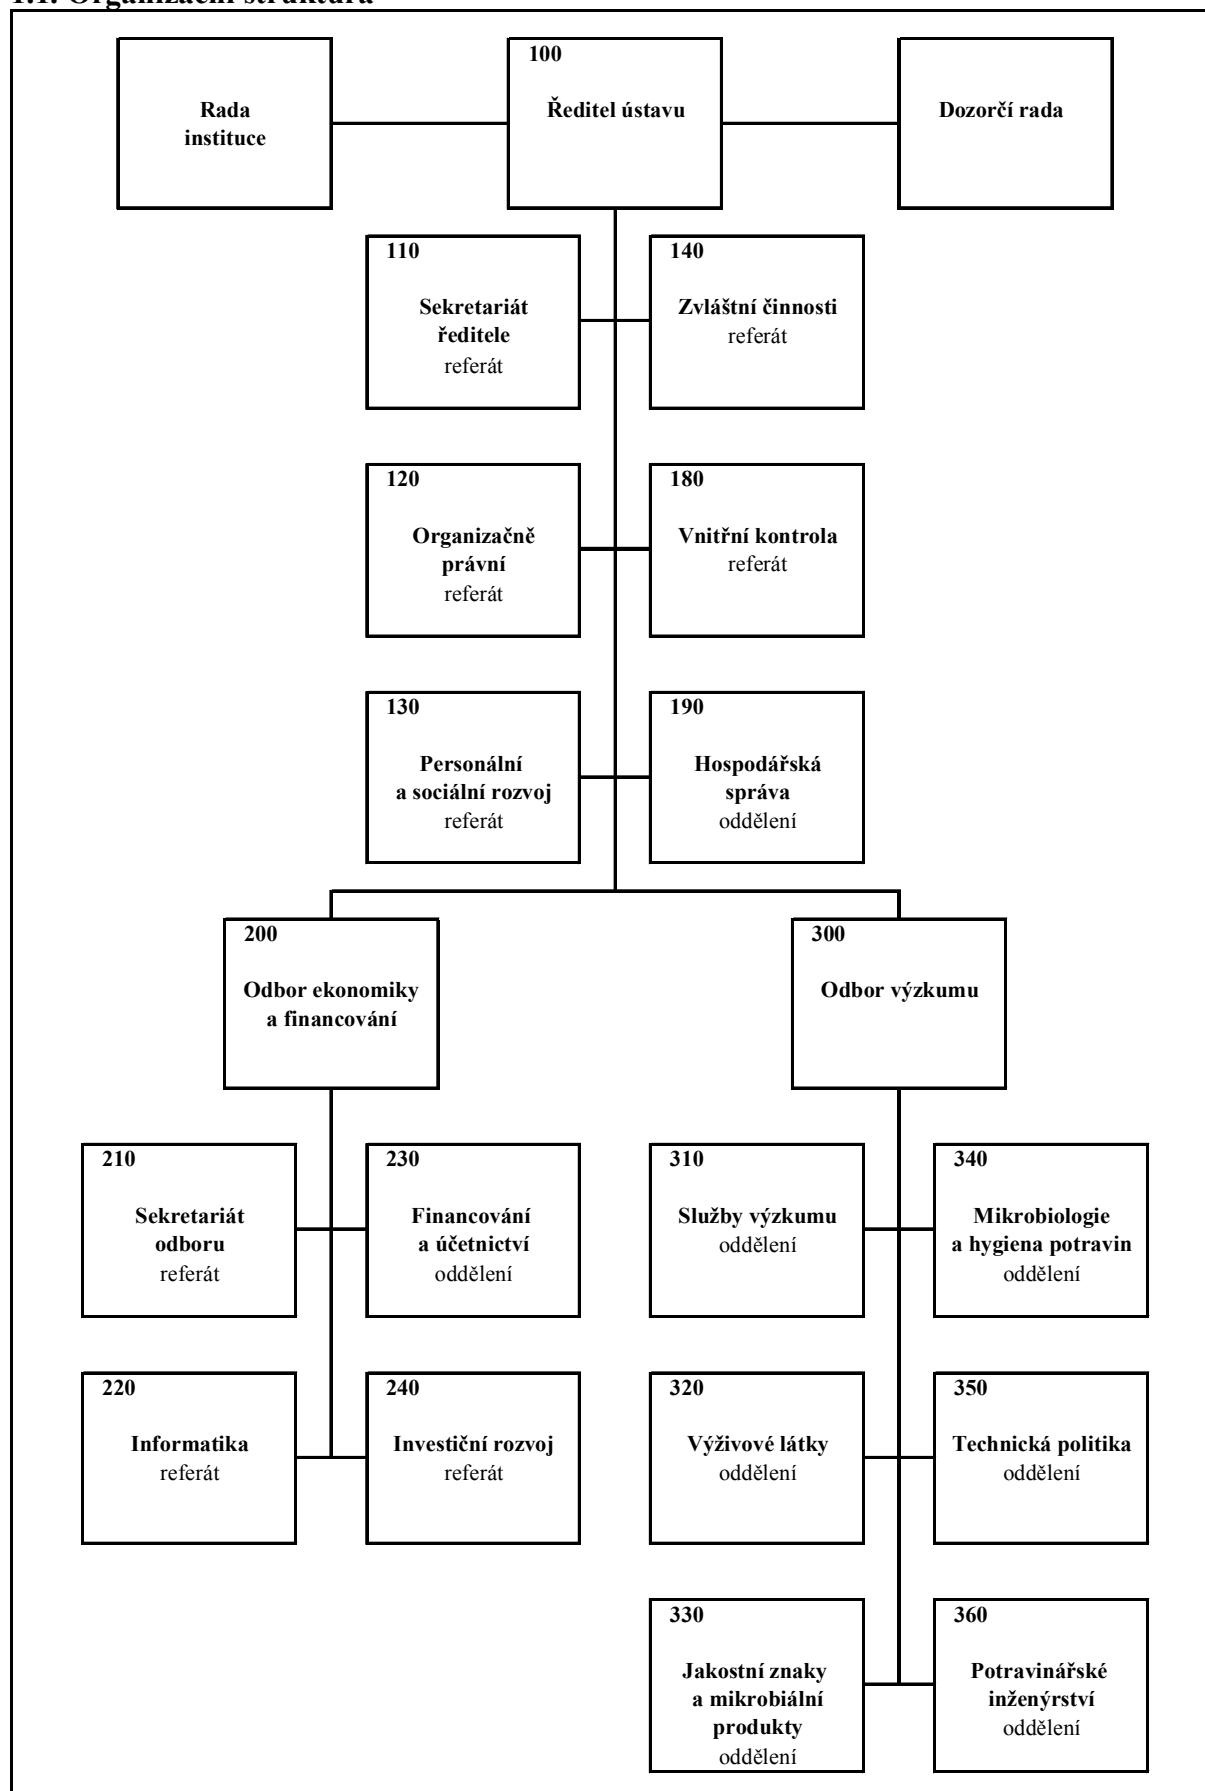 1.1. Organizační struktura
Rada
instituce
100
Ředitel ústavu
Dozorčí rada
110
Sekretariát
ředitele
referát
140
Zvláštní činnosti
referát
120
Organizačně
právní
referát
180
Vnitřní kontrola
referát
130
Personální
a sociální rozvoj
referát
190
Hospodářská
správa
oddělení
200
Odbor ekonomiky
a financování
300
Odbor výzkumu
210
Sekretariát
odboru
referát
230
Financování
a účetnictví
oddělení
310
Služby výzkumu
oddělení
340
Mikrobiologie
a hygiena potravin
oddělení
220
Informatika
referát
240
Investiční rozvoj
referát
320
Výživové látky
oddělení
350
Technická politika
oddělení
330
Jakostní znaky
a mikrobiální
produkty
oddělení
360
Potravinářské
inženýrství
oddělení